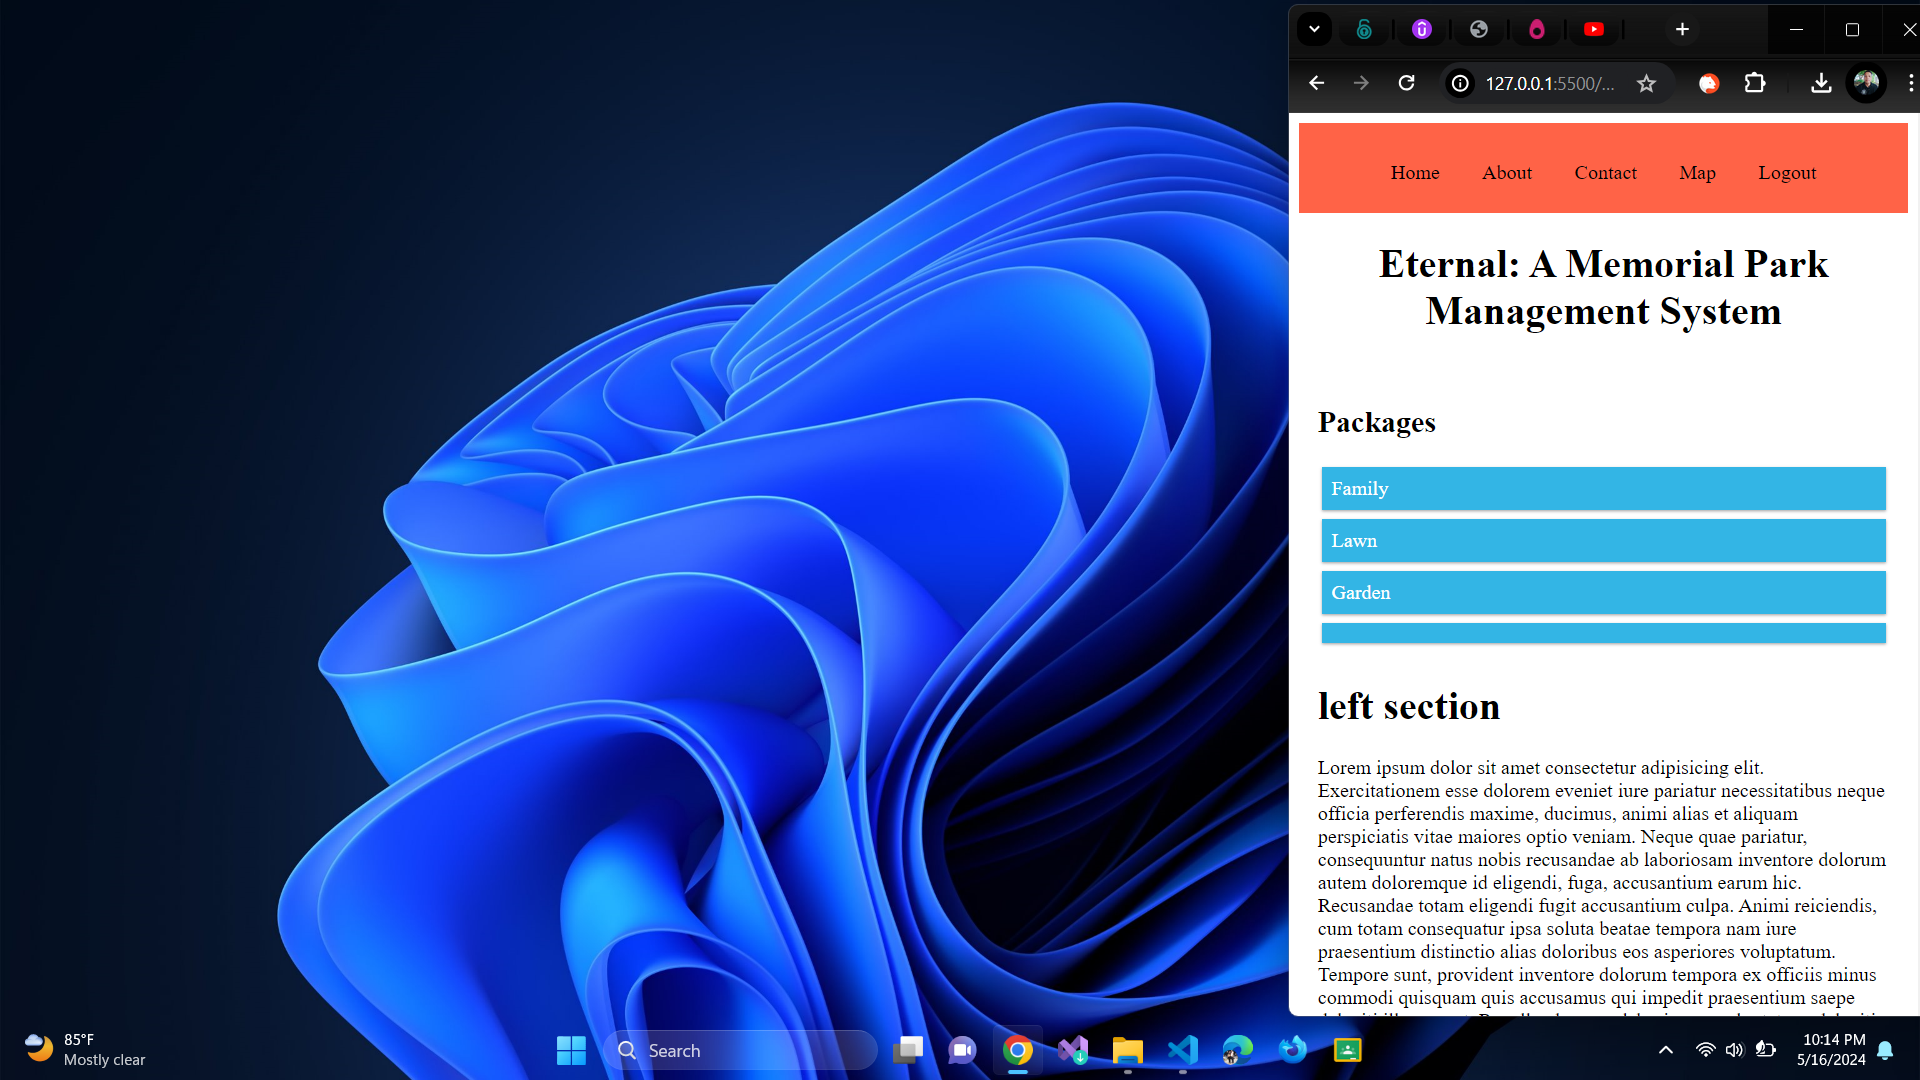 127.0.0.1:5500/...
Home About Contact Map Logout
Eternal: A Memorial Park
Management System
Packages
Family
Lawn
Garden
left section
Lorem ipsum dolor sit amet consectetur adipisicing elit.
Exercitationem esse dolorem eveniet iure pariatur necessitatibus neque
officia perferendis maxime, ducimus, animi alias et aliquam
perspiciatis vitae maiores optio veniam. Neque quae pariatur,
consequuntur natus nobis recusandae ab laboriosam inventore dolorum
autem doloremque id eligendi, fuga, accusantium earum hic.
Recusandae totam eligendi fugit accusantium culpa. Animi reiciendis,
cum totam consequatur ipsa soluta beatae tempora nam iure
praesentium distinctio alias doloribus eos asperiores voluptatum.
Tempore sunt, provident inventore dolorum tempora ex officiis minus
commodi quisquam quis accusamus qui impedit praesentium saepe
85°F
Mostly clear
Search
10:14 PM
5/16/2024